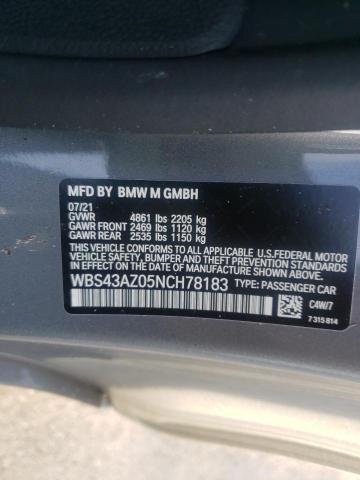 MFD BY BMW M GMBH
07/21
GVWR 4861 lbs 2205 kg
GAWR FRONT 2469 lbs 1120 kg
GAWR REAR 2535 lbs 1150 kg
THIS VEHICLE CONFORMS TO ALL APPLICABLE U.S.FEDERAL MOTOR
VEHICLE SAFETY, BUMPER AND THEFT PREVENTION
STANDARDS IN EFFECT ON THE DATE OF MANUFACTURE SHOWN ABOVE.
WBS43AZ05NCH78183 TYPE: PASSENGER CAR
C4W/7
7 315 814